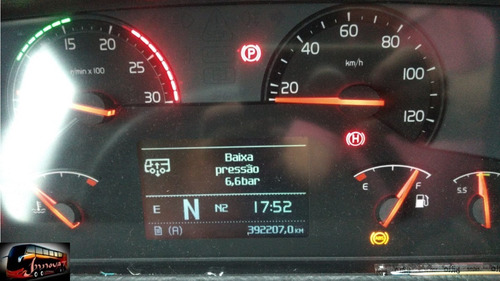 15 20
25
r/min x 100
30
P
40 60 80
20 km/h 100
120
H
Baixa
pressão
6,6bar
E N N2 17:52
(A) 392207,0 KM
E F
5.5